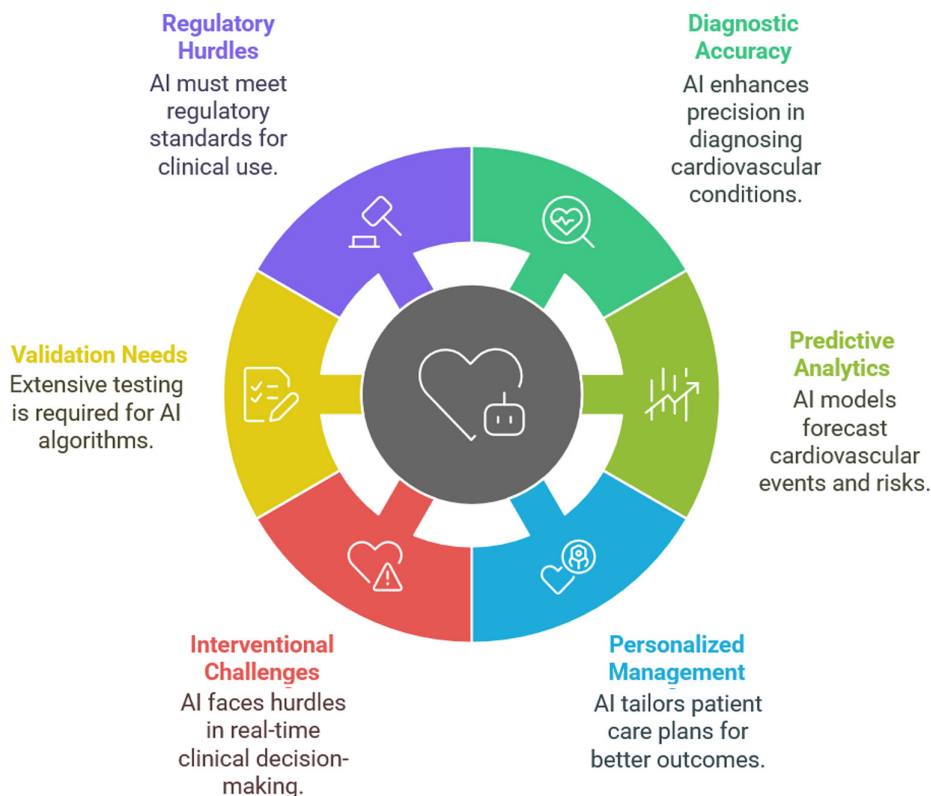 Regulatory
Hurdles
AI must meet
regulatory
standards for
clinical use.
Diagnostic
Accuracy
AI enhances
precision in
diagnosing
cardiovascular
conditions.
Validation Needs
Extensive testing
is required for AI
algorithms.
Predictive
Analytics
AI models
forecast
cardiovascular
events and risks.
Interventional
Challenges
AI faces hurdles
in real-time
clinical decision-
making.
Personalized
Management
AI tailors patient
care plans for
better outcomes.